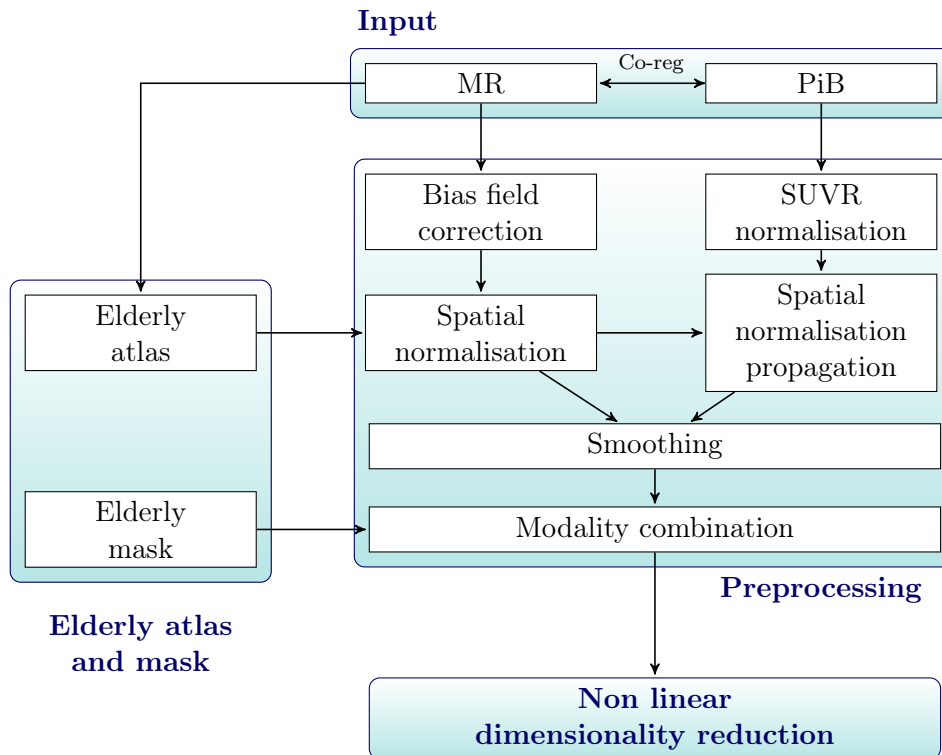 Input
Co-reg
MR
PiB
Bias field
correction
SUVR
normalisation
Elderly
atlas
Spatial
normalisation
Spatial
normalisation
propagation
Smoothing
Elderly
mask
Modality combination
Preprocessing
Elderly atlas
and mask
Non linear
dimensionality reduction